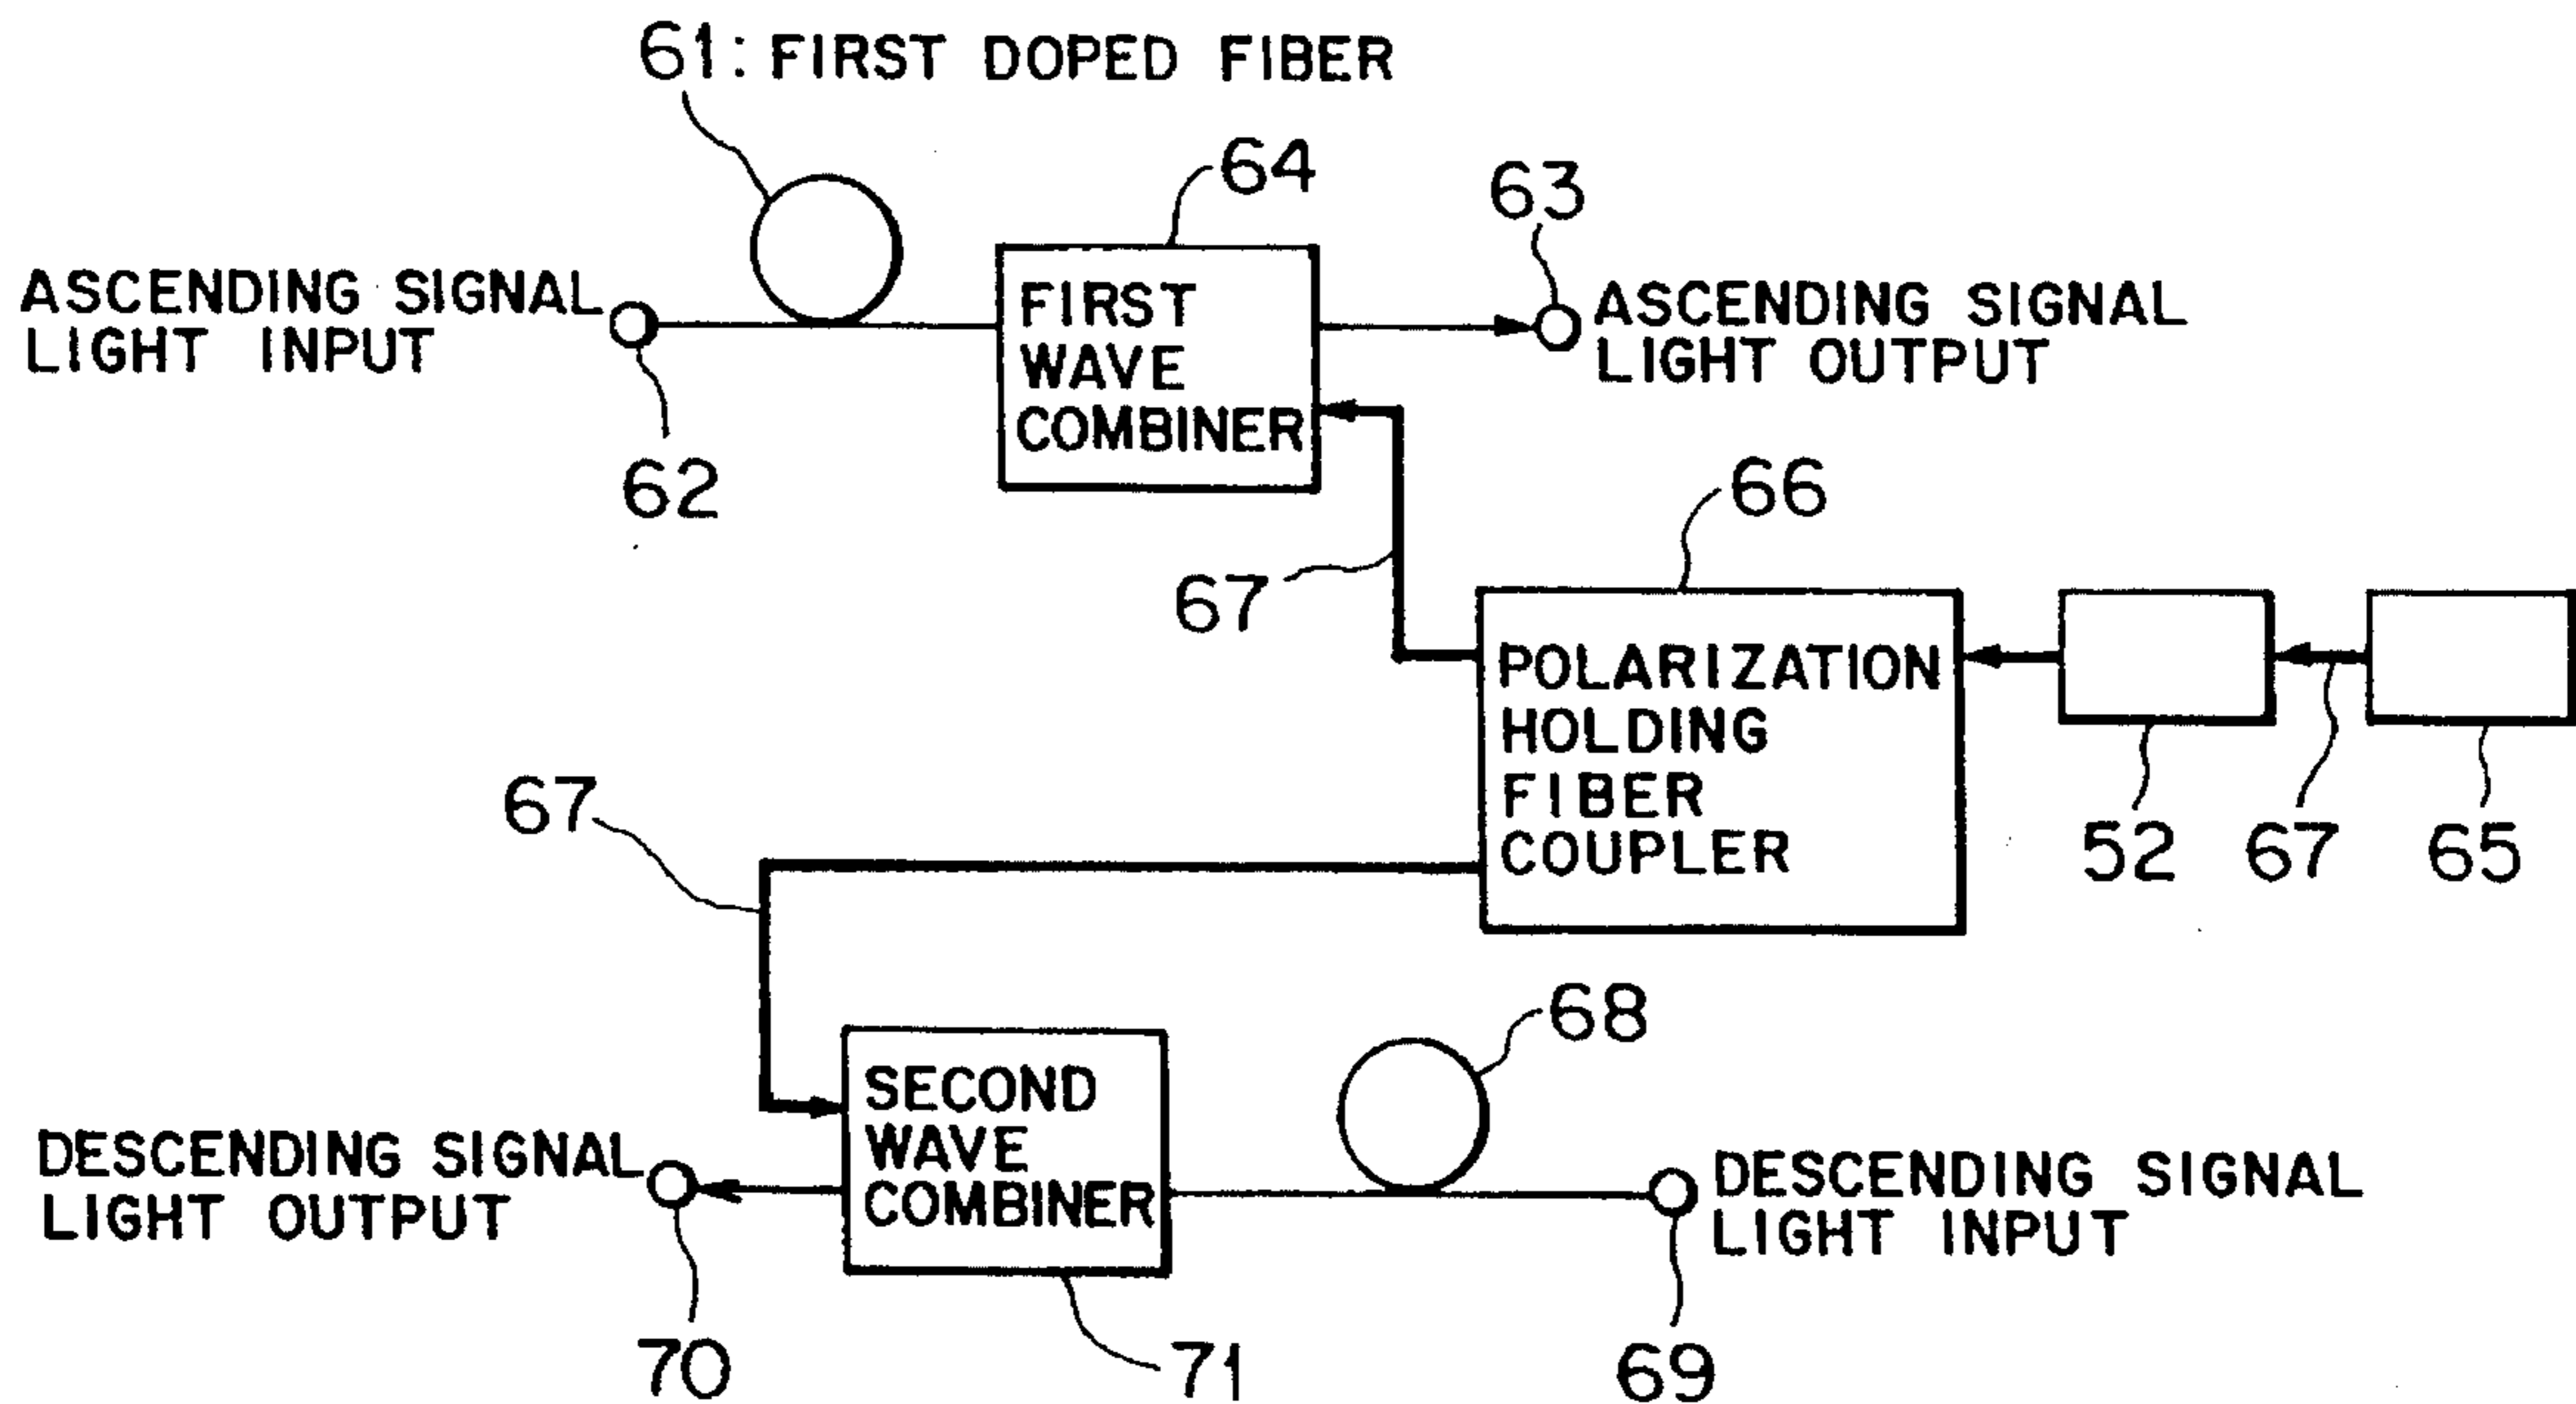 61: FIRST DOPED FIBER
64
63
ASCENDING SIGNAL
LIGHT INPUT
FIRST
WAVE
COMBINER
ASCENDING SIGNAL
LIGHT OUTPUT
62
66
67
POLARIZATION
HOLDING
FIBER
COUPLER
67
52
67
65
68
SECOND
WAVE
COMBINER
DESCENDING SIGNAL
LIGHT OUTPUT
DESCENDING SIGNAL
LIGHT INPUT
70
71
69